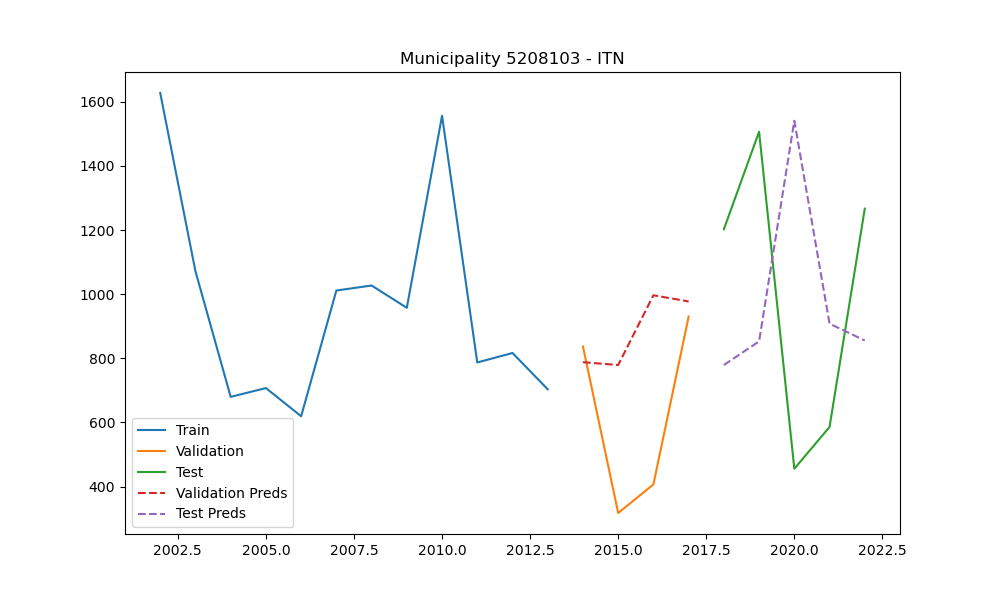 Municipality 5208103 - ITN
1600
1400
1200
1000
800
600
400
Train
Validation
Test
Validation Preds
Test Preds
2002.5 2005.0 2007.5 2010.0 2012.5 2015.0 2017.5 2020.0 2022.5